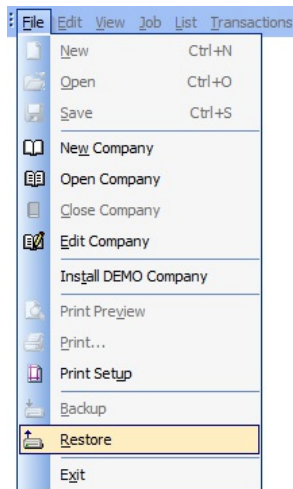 File Edit View Job List Transactions
New Ctrl+N
Open Ctrl+O
Save Ctrl+S
New Company
Open Company
Close Company
Edit Company
Install DEMO Company
Print Preview
Print...
Print Setup
Backup
Restore
Exit